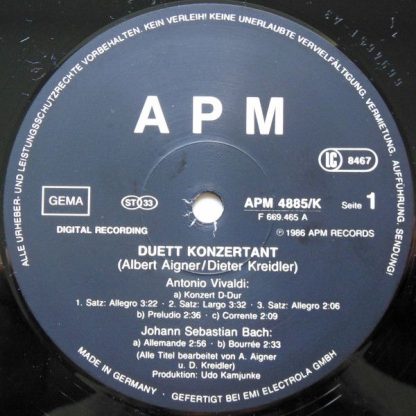 ALLE URHEBER- UND LEISTUNGSSCHUTZRECHTE VORBEHALTEN. KEIN VERLEIH! KEINE UNERLAUBTE VERVIELFÄLTIGUNG, VERMIETUNG, AUFFÜHRUNG, SENDUNG!
APM
GEMA
ST 33
LC 8467
APM 4885/K
F 669.465 A
Seite 1
DIGITAL RECORDING
℗ 1986 APM RECORDS
DUETT KONZERTANT
(Albert Aigner/Dieter Kreidler)
Antonio Vivaldi:
a) Konzert D-Dur
1. Satz: Allegro 3:22 · 2. Satz: Largo 3:32 · 3. Satz: Allegro 2:06
b) Preludio 2:36 · c) Corrente 2:09
Johann Sebastian Bach:
a) Allemande 2:56 · b) Bourrée 2:33
(Alle Titel bearbeitet von A. Aigner
u. D. Kreidler)
Produktion: Udo Kamjunke
MADE IN GERMANY
GEFERTIGT BEI EMI ELECTROLA GMBH